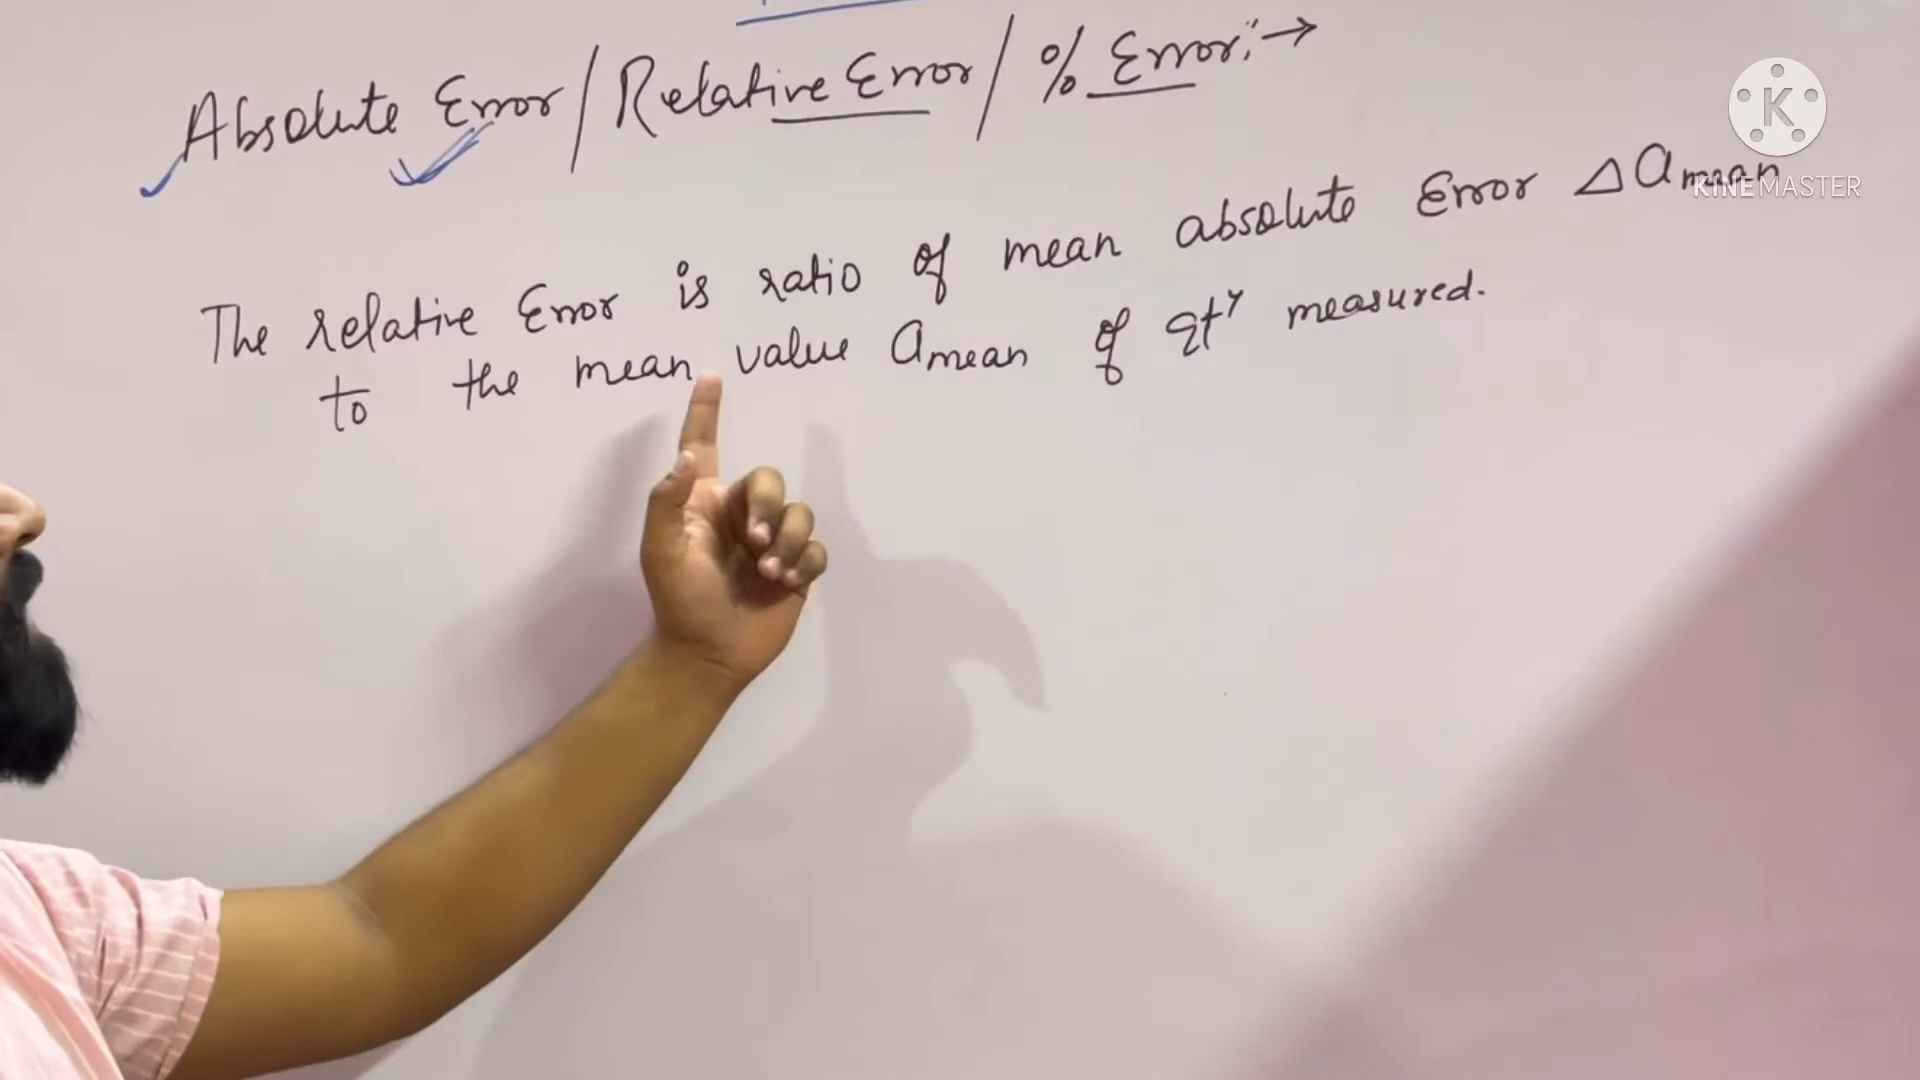 Absolute Error/Relative Error/ % Error:→
The relative Error is ratio of mean absolute Error Δ amean
to the mean value amean of qty measured.
K
KINEMASTER